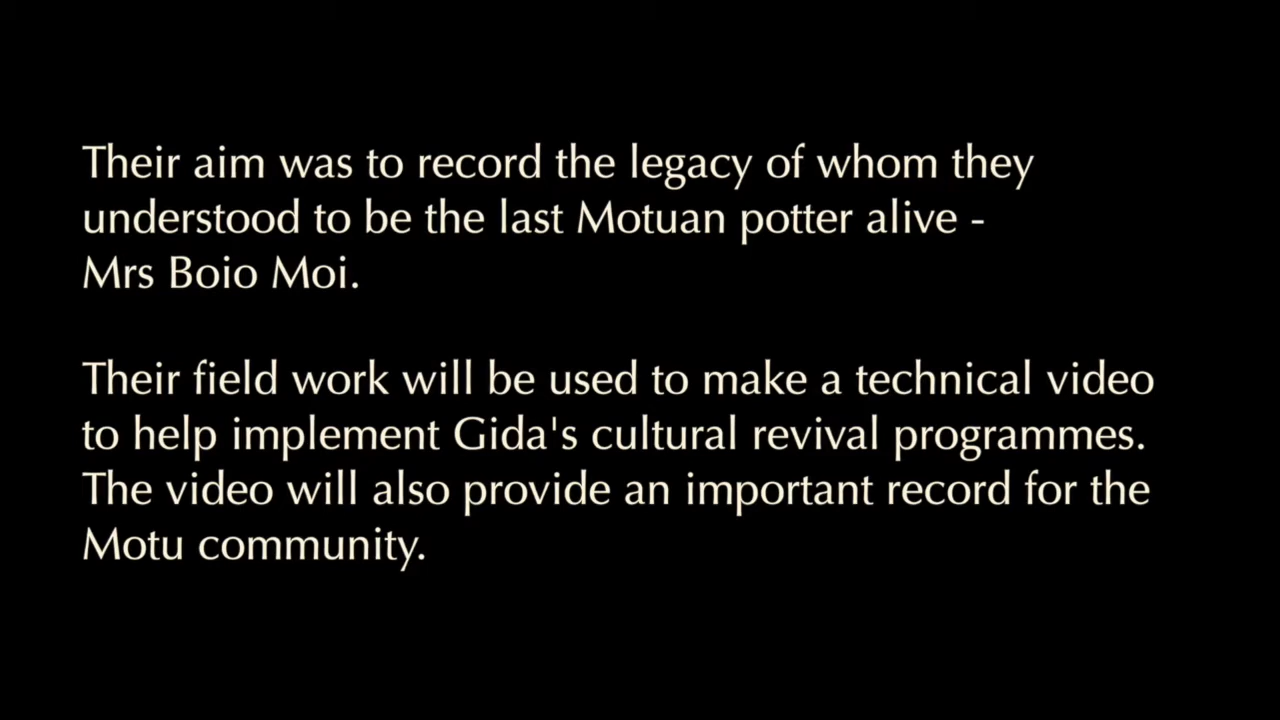 Their aim was to record the legacy of whom they
understood to be the last Motuan potter alive -
Mrs Boio Moi.
Their field work will be used to make a technical video
to help implement Gida's cultural revival programmes.
The video will also provide an important record for the
Motu community.